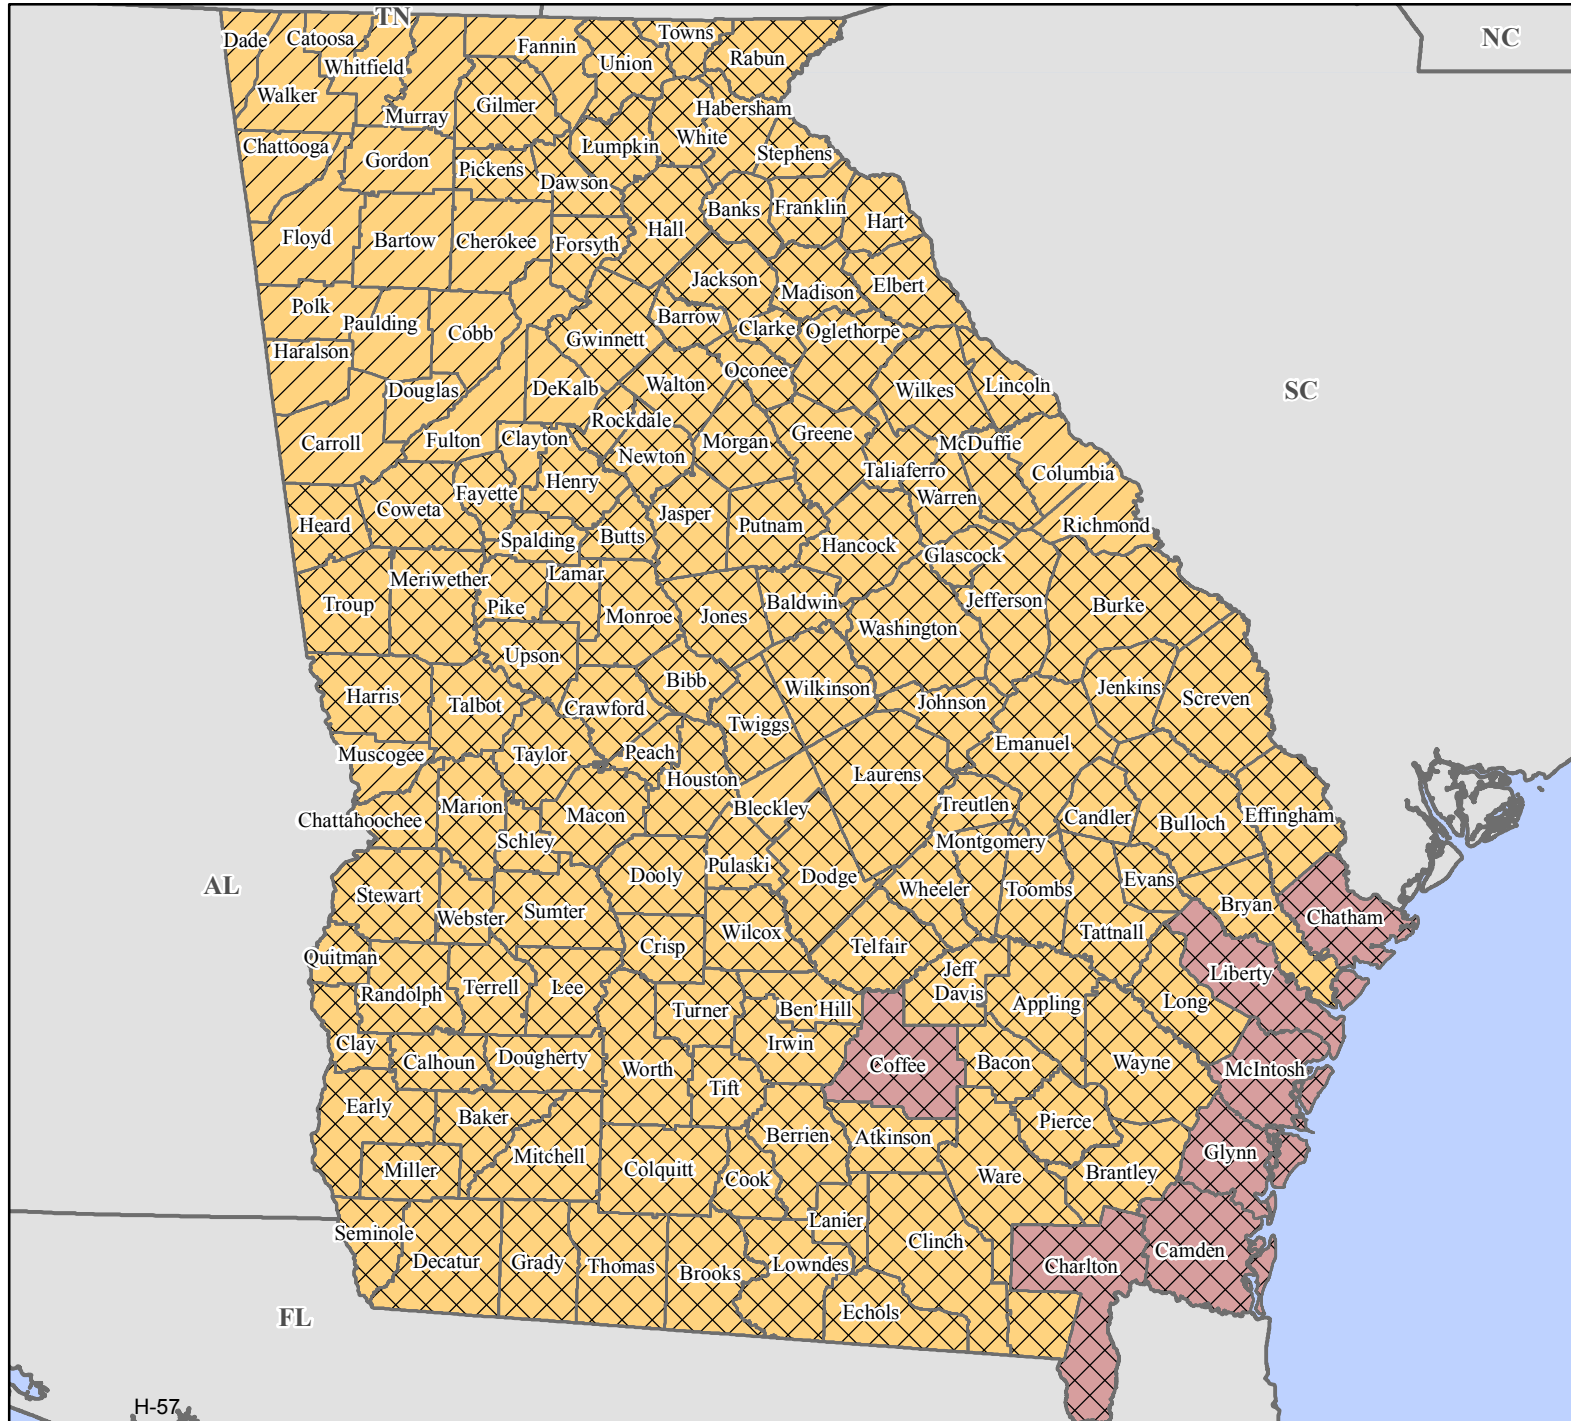 TN
NC
Dade
Catoosa
Fannin
Towns
Union
Rabun
Whitfield
Walker
Gilmer
Murray
Habersham
White
Chattooga
Lumpkin
Stephens
Gordon
Pickens
Dawson
Banks
Franklin
Hart
Hall
Floyd
Bartow
Cherokee
Forsyth
Jackson
Madison
Elbert
Polk
Paulding
Cobb
Barrow
Clarke
Oglethorpe
Gwinnett
Haralson
Oconee
Douglas
DeKalb
Walton
Wilkes
Lincoln
SC
Rockdale
Carroll
Fulton
Clayton
Morgan
Greene
McDuffie
Newton
Taliaferro
Columbia
Henry
Fayette
Warren
Coweta
Jasper
Putnam
Heard
Richmond
Spalding
Butts
Hancock
Glascock
Meriwether
Lamar
Troup
Pike
Monroe
Jones
Baldwin
Jefferson
Burke
Washington
Upson
Harris
Bibb
Wilkinson
Jenkins
Screven
Talbot
Crawford
Johnson
Twiggs
Muscogee
Taylor
Peach
Emanuel
Houston
Laurens
Marion
Bleckley
Treutlen
Chattahoochee
Macon
Candler
Bulloch
Effingham
Schley
Montgomery
AL
Stewart
Dooly
Pulaski
Dodge
Wheeler
Toombs
Evans
Webster
Sumter
Bryan
Chatham
Crisp
Wilcox
Telfair
Tattnall
Quitman
Jeff
Davis
Liberty
Randolph
Terrell
Lee
Turner
Ben Hill
Appling
Long
Clay
Calhoun
Dougherty
Worth
Irwin
Coffee
Bacon
Wayne
McIntosh
Tift
Early
Baker
Pierce
Berrien
Atkinson
Miller
Mitchell
Colquitt
Cook
Ware
Brantley
Glynn
Seminole
Lanier
Decatur
Grady
Thomas
Brooks
Lowndes
Clinch
Charlton
Camden
FL
Echols
H-57